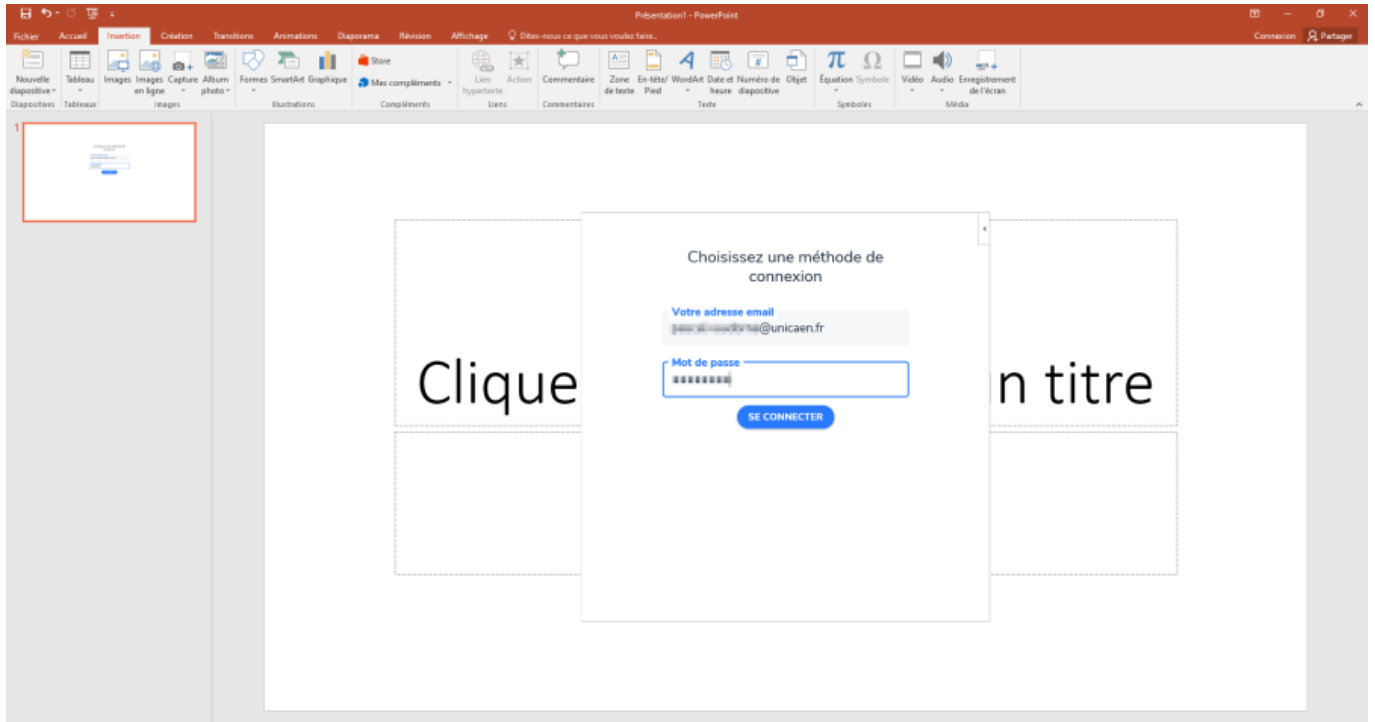 Présentation1 - PowerPoint
Fichier Accueil Insertion Création Transitions Animations Diaporama Révision Affichage Dites-nous ce que vous voulez faire... Connexion Partager
Nouvelle diapositive Tableau Images Images en ligne Capture Album photo Formes SmartArt Graphique Store Mes compléments Lien hypertexte Action Commentaire Zone de texte En-tête/ Pied WordArt Date et heure Numéro de diapositive Objet Équation Symbole Vidéo Audio Enregistrement de l'écran
Diapositives Tableaux Images Illustrations Compléments Liens Commentaires Texte Symboles Média
1
Choisissez une méthode de
connexion
Votre adresse email
@unicaen.fr
Mot de passe
SE CONNECTER
Clique n titre